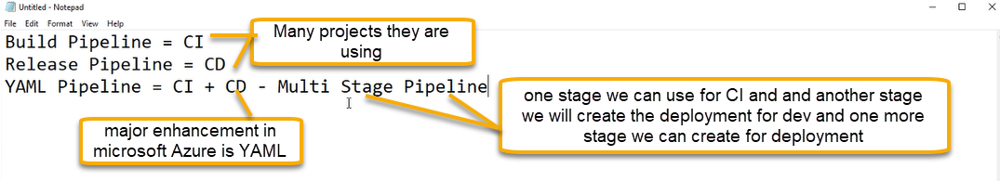 Untitled - Notepad
File Edit Format View Help
Build Pipeline = CI
Release Pipeline = CD
YAML Pipeline = CI + CD - Multi Stage Pipeline
Many projects they are
using
one stage we can use for CI and and another stage
we will create the deployment for dev and one more
stage we can create for deployment
major enhancement in
microsoft Azure is YAML